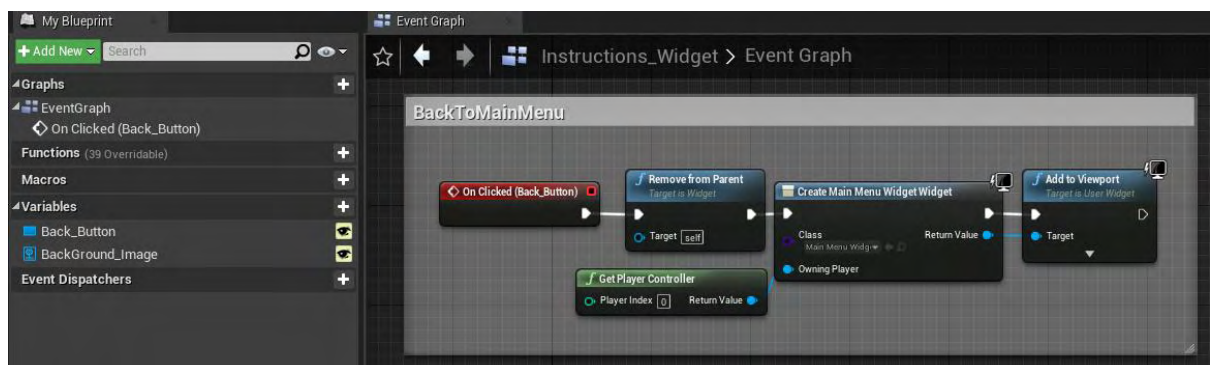 My Blueprint
+ Add New
Search
Graphs
EventGraph
On Clicked (Back_Button)
Functions (39 Overridable)
Macros
Variables
Back_Button
BackGround_Image
Event Dispatchers
Event Graph
Instructions_Widget > Event Graph
BackToMainMenu
On Clicked (Back_Button)
f Remove from Parent
Target is Widget
Target self
f Get Player Controller
Player Index 0 Return Value
Create Main Menu Widget Widget
Class Return Value
Main Menu Widg
Owning Player
f Add to Viewport
Target is User Widget
Target